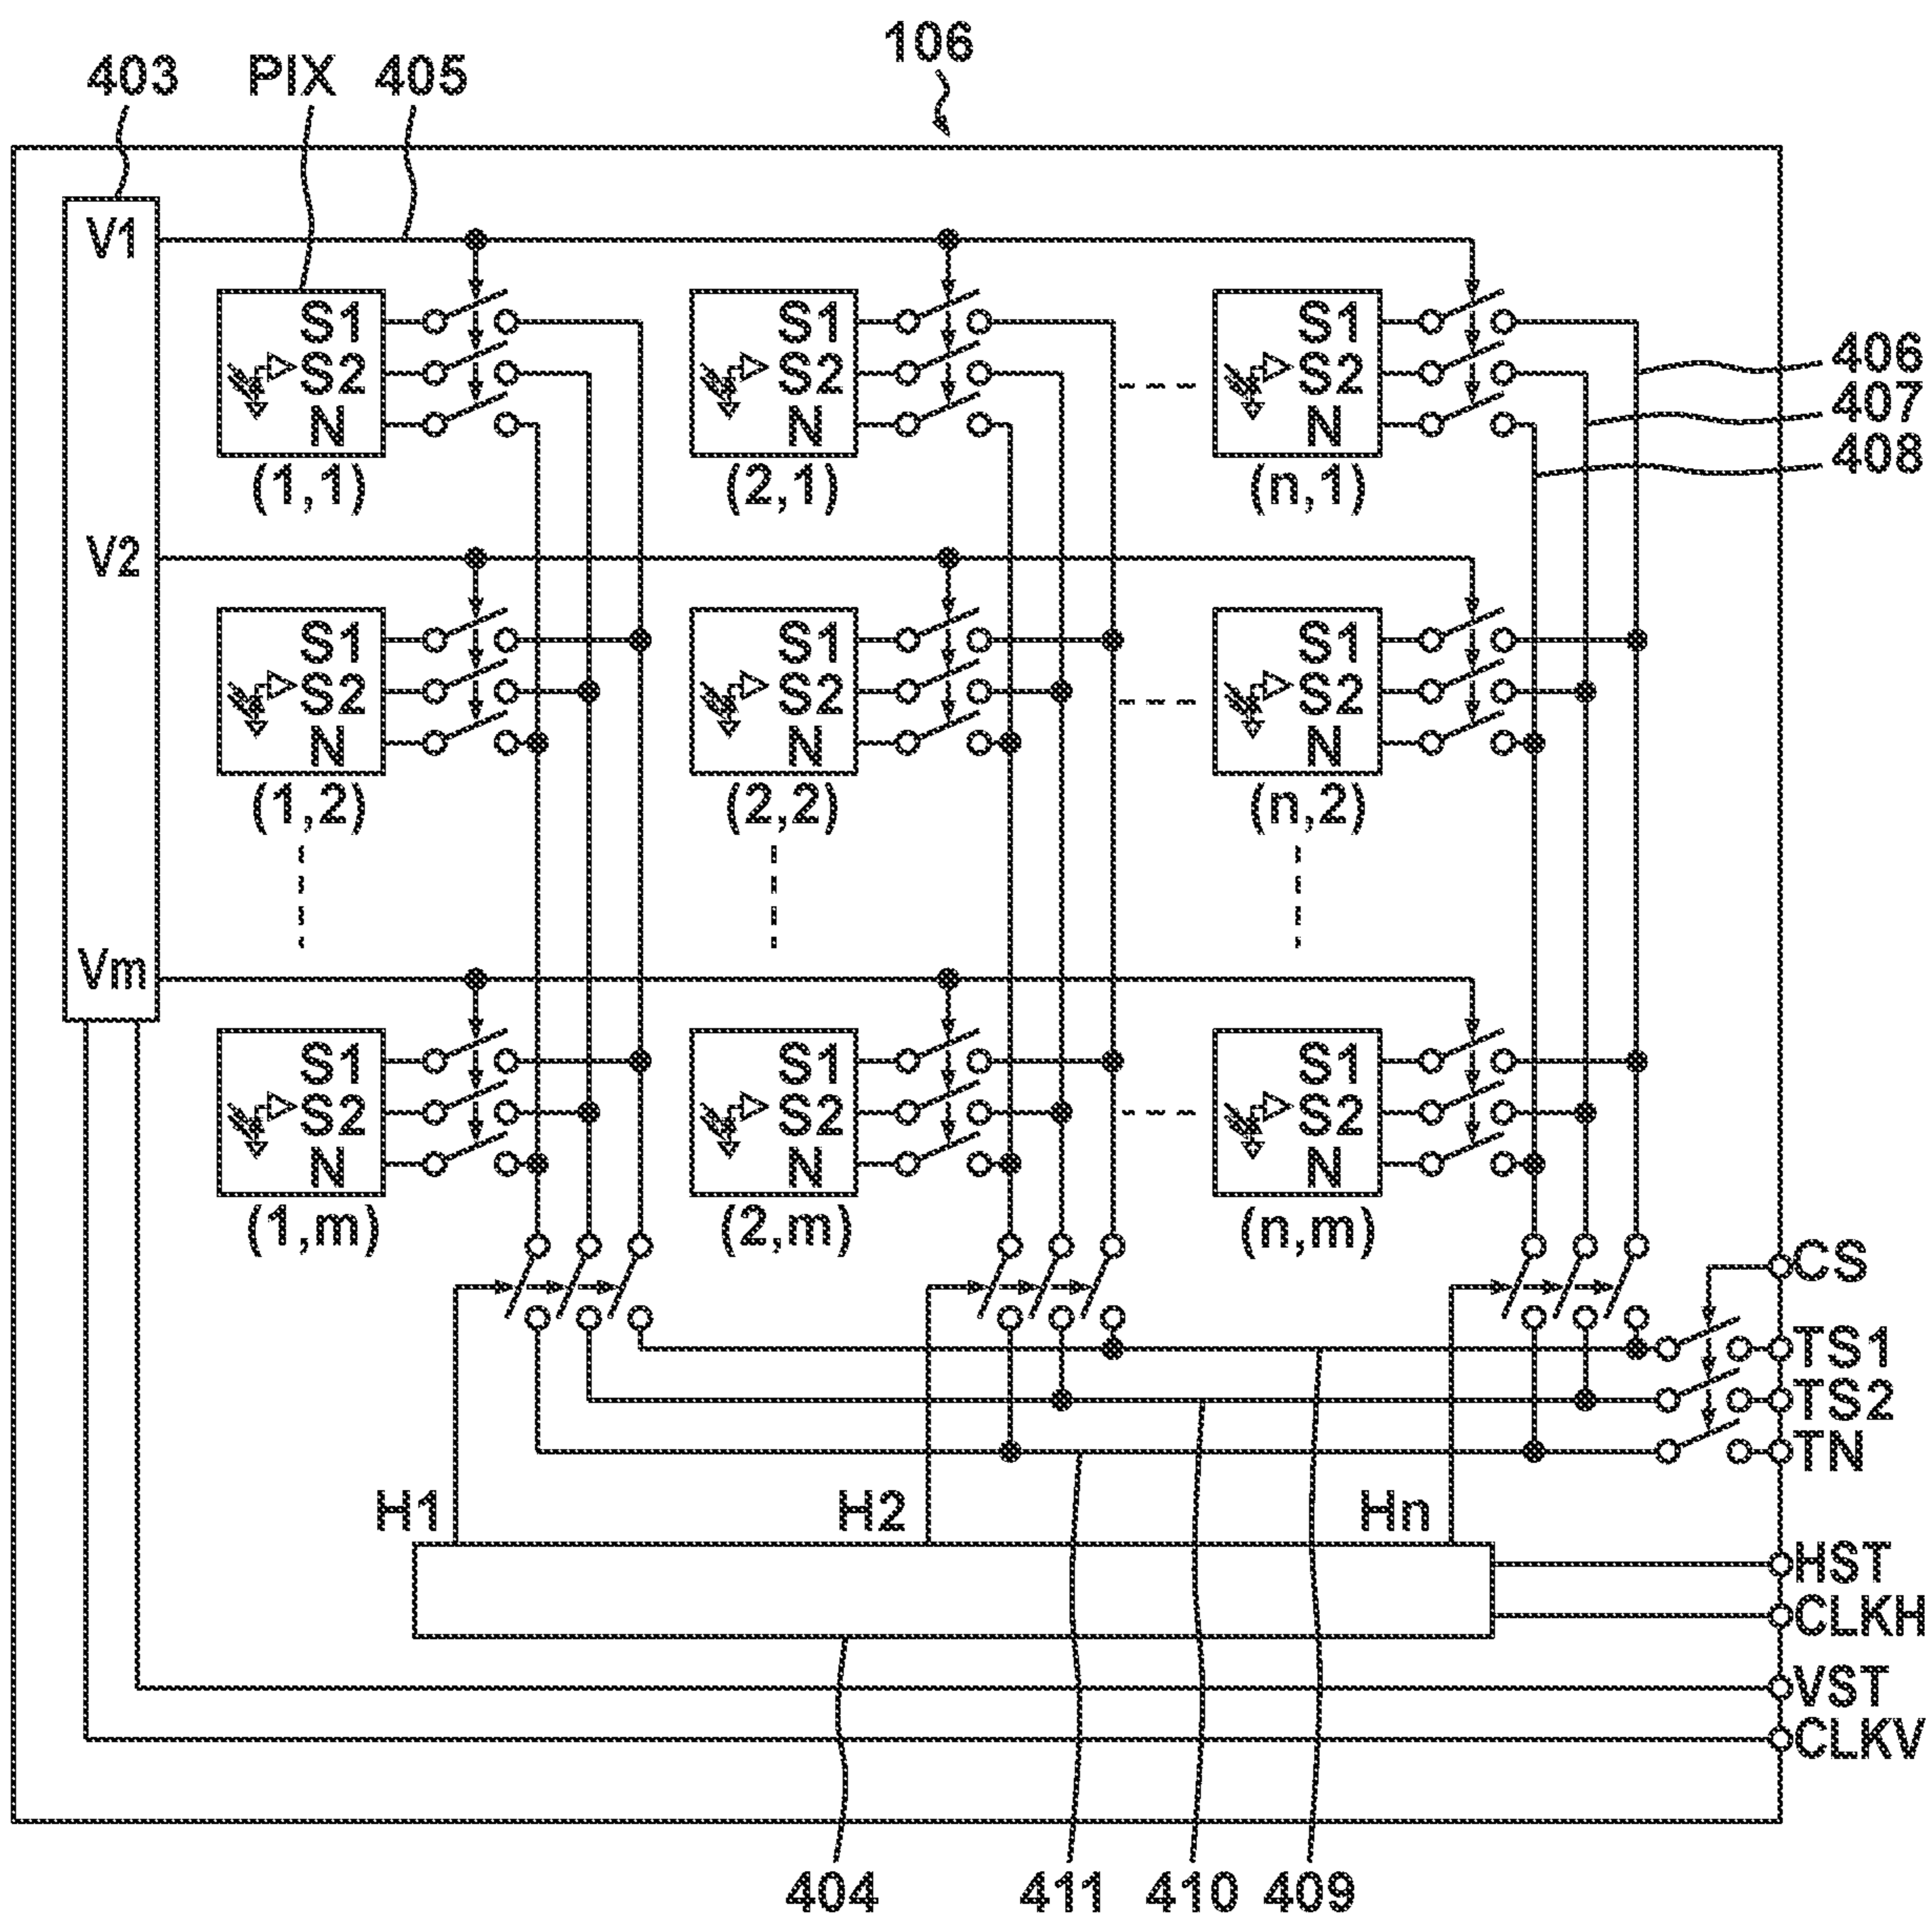 106
403 PIX 405
V1
S1 S1 S1
S2 S2 S2
N N N
(1,1) (2,1) (n,1)
406
407
408
V2
S1 S1 S1
S2 S2 S2
N N N
(1,2) (2,2) (n,2)
Vm
S1 S1 S1
S2 S2 S2
N N N
(1,m) (2,m) (n,m)
CS
TS1
TS2
TN
H1 H2 Hn
HST
CLKH
VST
CLKV
404 411 410 409